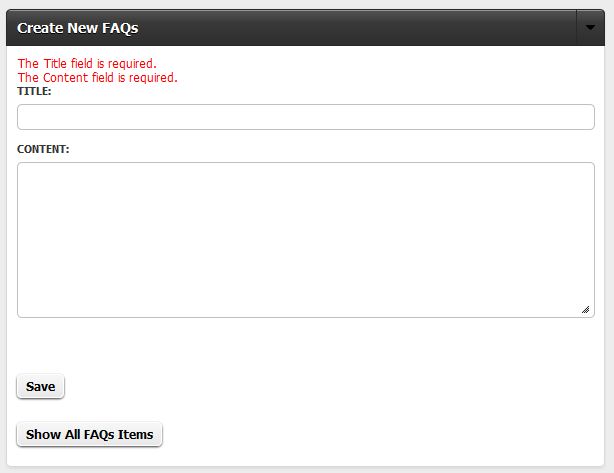 Create New FAQs
The Title field is required.
The Content field is required.
TITLE:
CONTENT:
Save
Show All FAQs Items